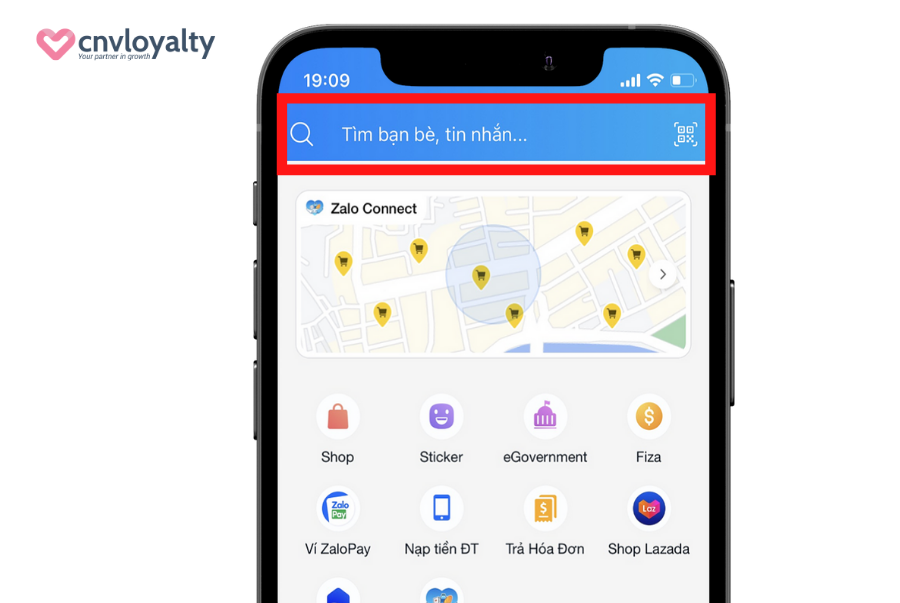 cnvloyalty
Your partner in growth
19:09
Tìm bạn bè, tin nhắn...
Zalo Connect
Shop
Sticker
eGovernment
Fiza
Zalo
Pay
Laz
Ví ZaloPay
Nạp tiền ĐT
Trả Hóa Đơn
Shop Lazada